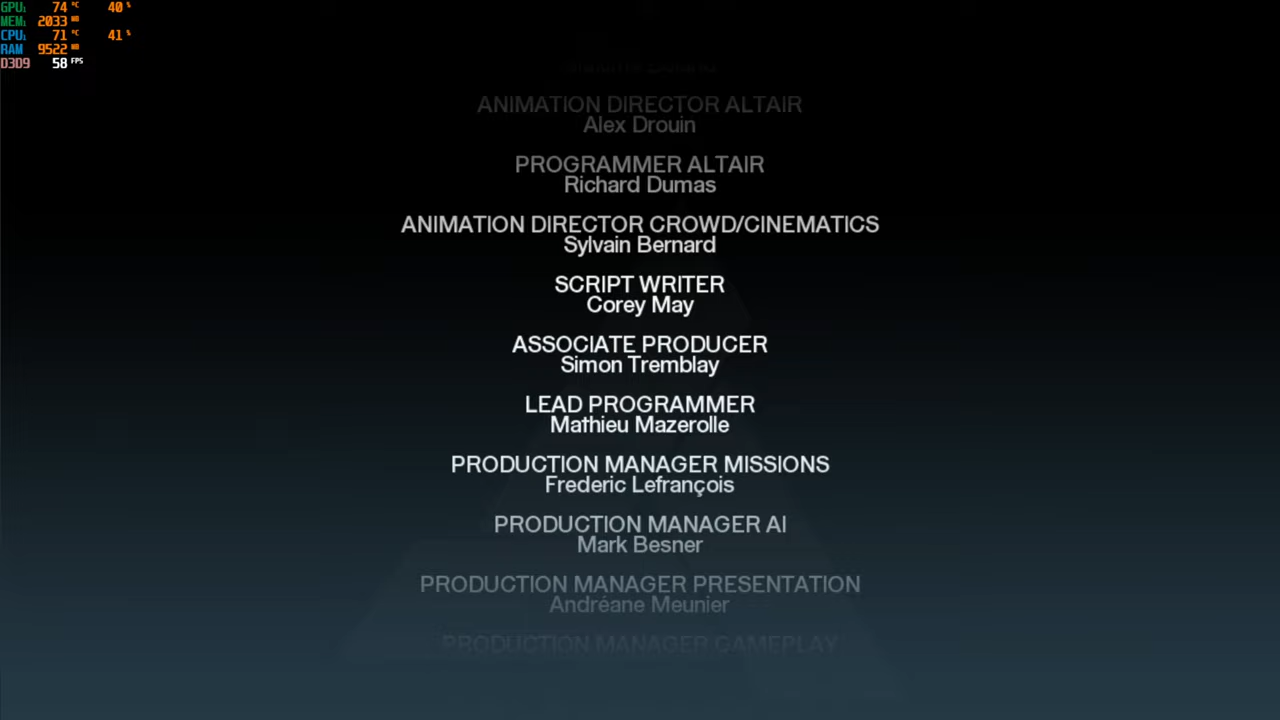 GPU: 74 °C 40 %
MEM: 2033 MB
CPU: 71 °C 41 %
RAM 9522 MB
D3D9 58 FPS
ANIMATION DIRECTOR ALTAIR
Alex Drouin
PROGRAMMER ALTAIR
Richard Dumas
ANIMATION DIRECTOR CROWD/CINEMATICS
Sylvain Bernard
SCRIPT WRITER
Corey May
ASSOCIATE PRODUCER
Simon Tremblay
LEAD PROGRAMMER
Mathieu Mazerolle
PRODUCTION MANAGER MISSIONS
Frederic Lefrançois
PRODUCTION MANAGER AI
Mark Besner
PRODUCTION MANAGER PRESENTATION
Andréane Meunier
PRODUCTION MANAGER GAMEPLAY